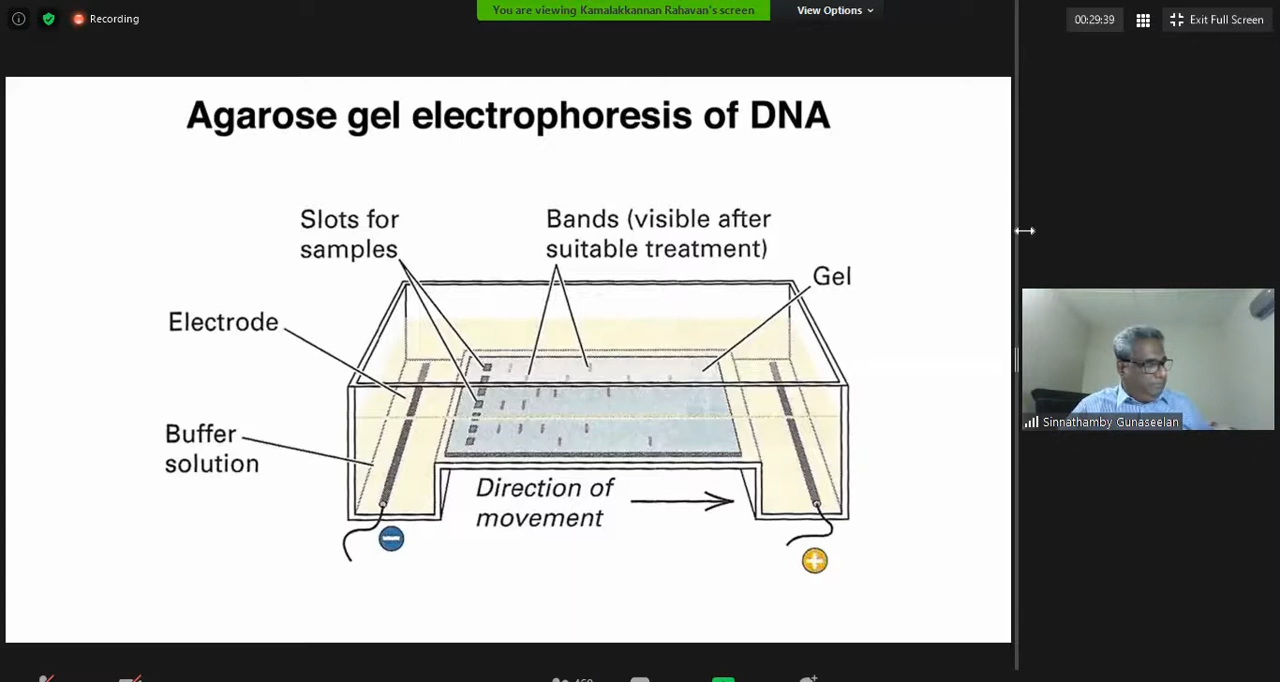 Recording
You are viewing Kamalakkannan Rahavan's screen
View Options
00:29:39
Exit Full Screen
Agarose gel electrophoresis of DNA
Slots for
samples
Bands (visible after
suitable treatment)
Gel
Electrode
Buffer
solution
Direction of
movement
Sinnathamby Gunaseelan